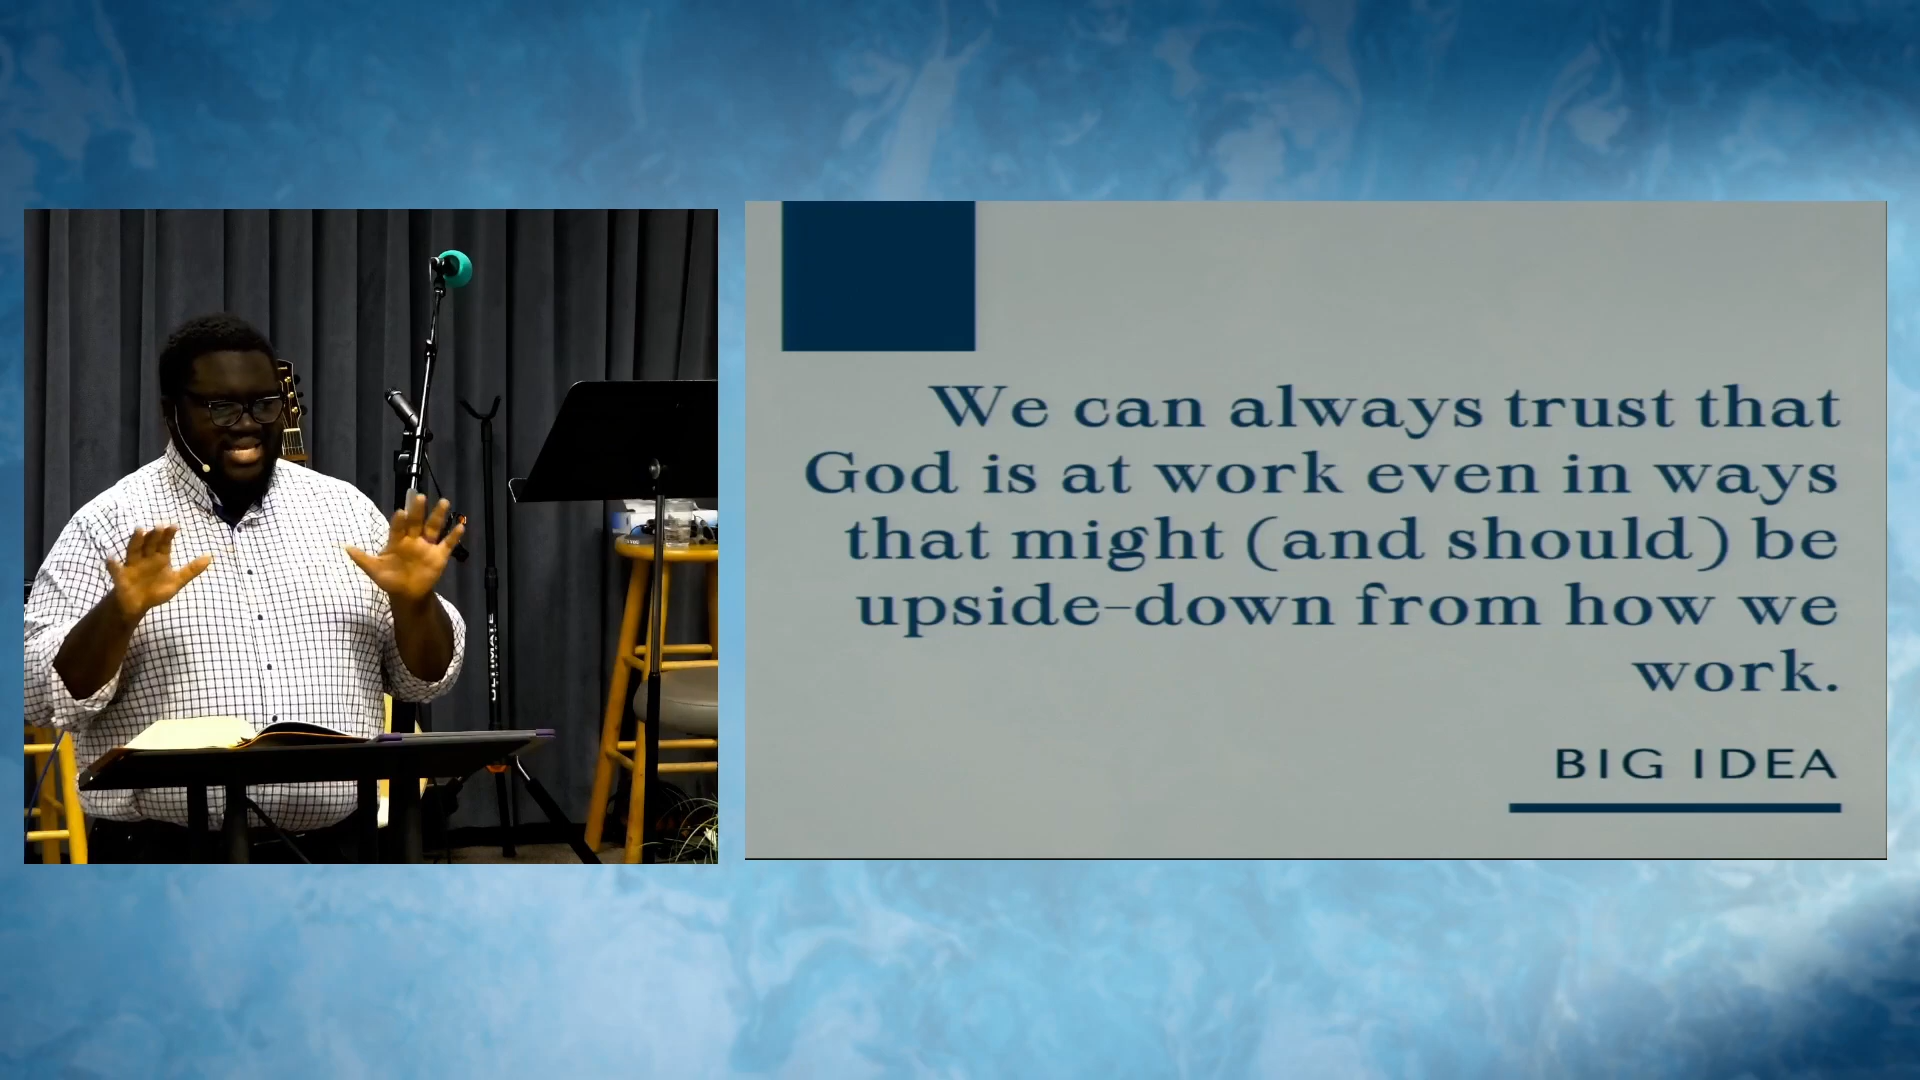 We can always trust that
God is at work even in ways
that might (and should) be
upside-down from how we
work.
BIG IDEA
ULTIMATE